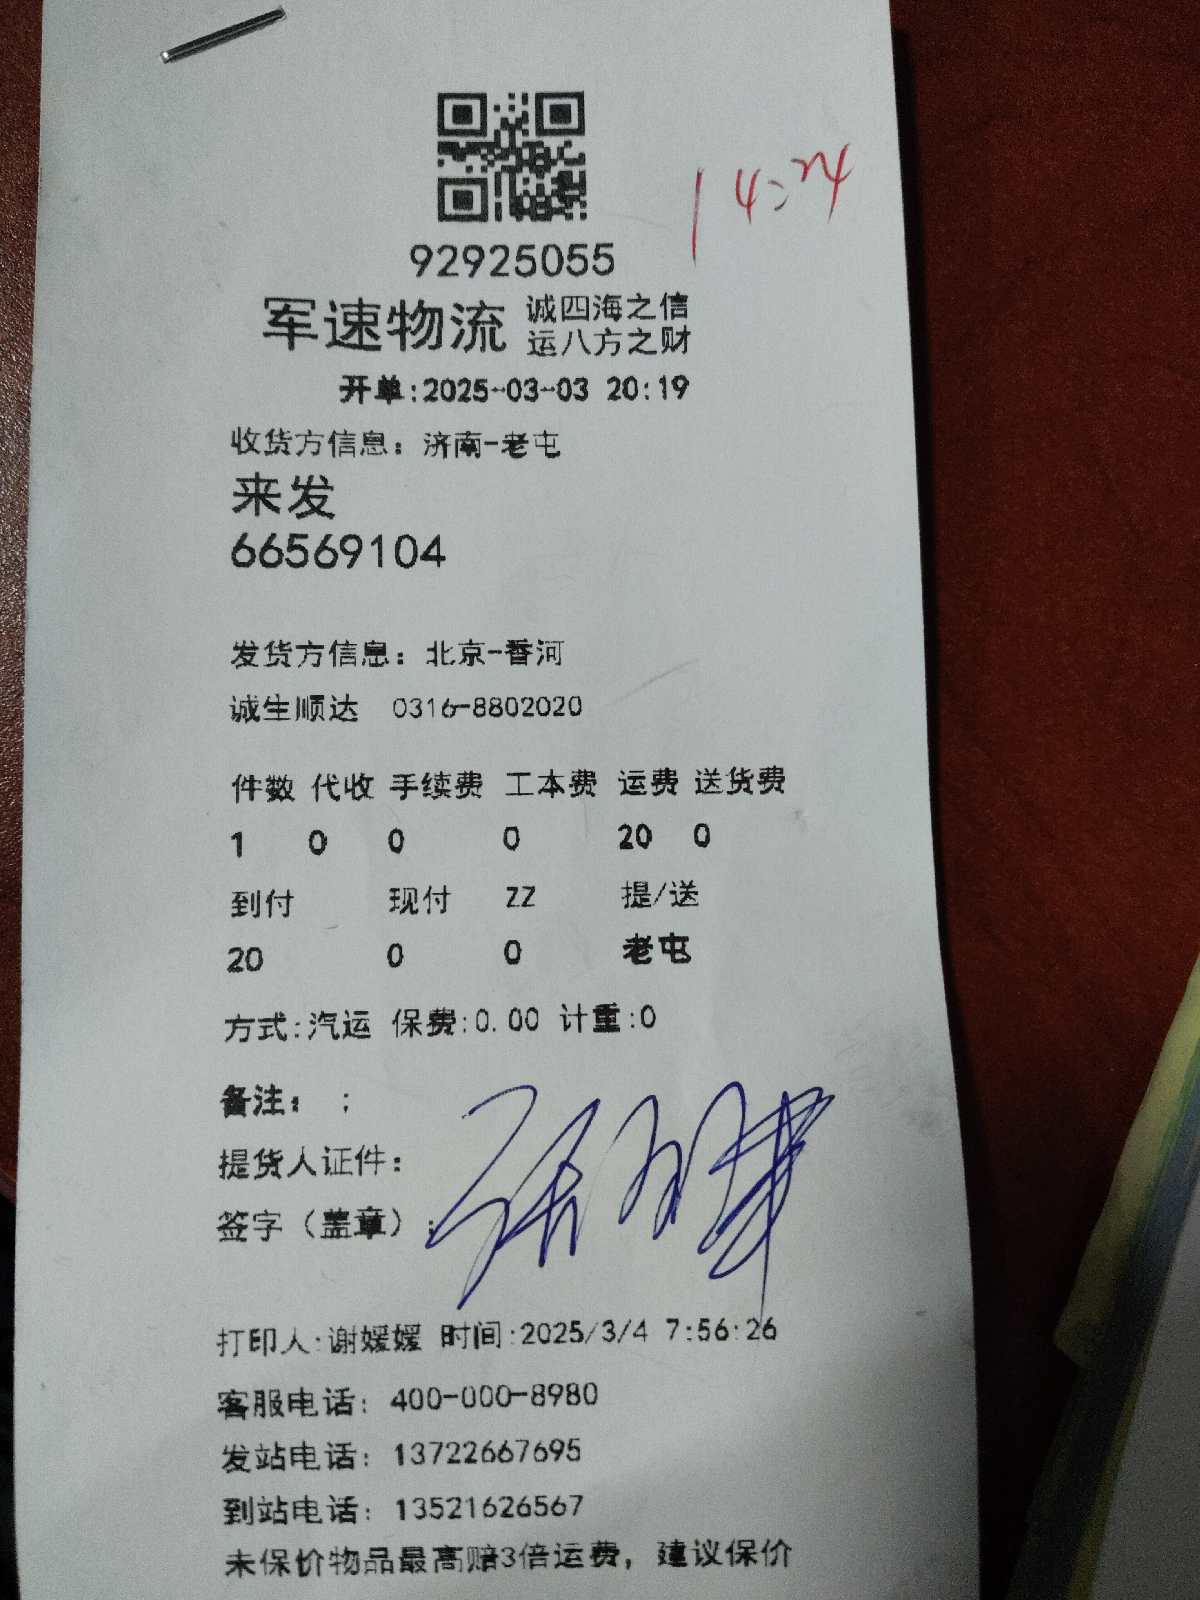 14:24
92925055
军速物流 诚四海之信
运八方之财
开单:2025-03-03 20:19
收货方信息：济南-老屯
来发
66569104
发货方信息：北京-香河
诚生顺达 0316-8802020
件数 代收 手续费 工本费 运费 送货费
1 0 0 0 20 0
到付 现付 ZZ 提/送
20 0 0 老屯
方式:汽运 保费:0.00 计重:0
备注： ；
提货人证件：
签字（盖章）：
打印人:谢媛媛 时间:2025/3/4 7:56:26
客服电话：400-000-8980
发站电话：13722667695
到站电话：13521626567
未保价物品最高赔3倍运费，建议保价